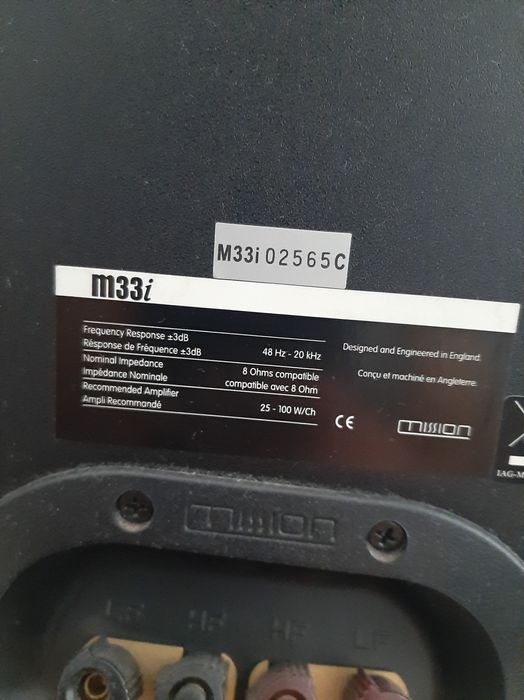 M33i 02565C
m33i
Frequency Response ±3dB
Résponse de Fréquence ±3dB
48 Hz - 20 kHz
Nominal Impedance
8 Ohms compatible
Impédance Nominale
compatible avec 8 Ohm
Recommended Amplifier
Ampli Recommandé
25 - 100 W/Ch
Designed and Engineered in England.
Conçu et machiné en Angleterre.
CE
mission
IAG-M
mission
LF HF HF LF